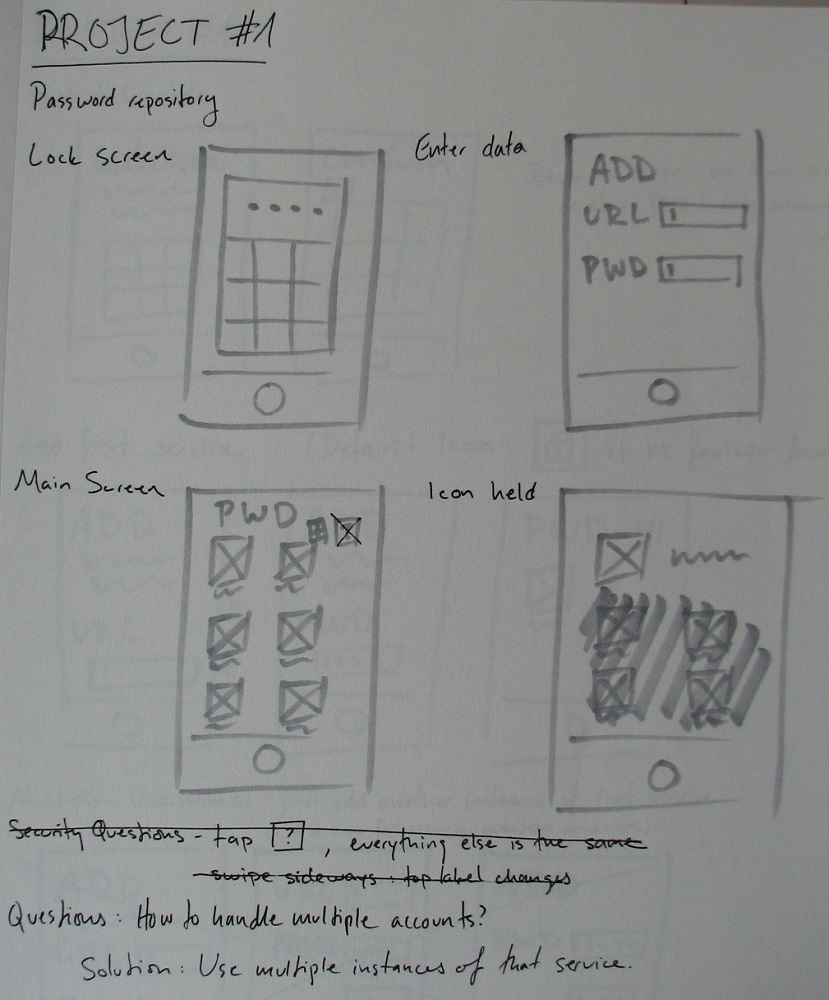 PROJECT #1
Password repository
Lock screen
Enter data
ADD
URL
PWD
Main Screen
PWD
Icon held
Security Questions - tap [?], everything else is the same
- swipe sideways : top label changes
Questions: How to handle multiple accounts?
Solution: Use multiple instances of that service.